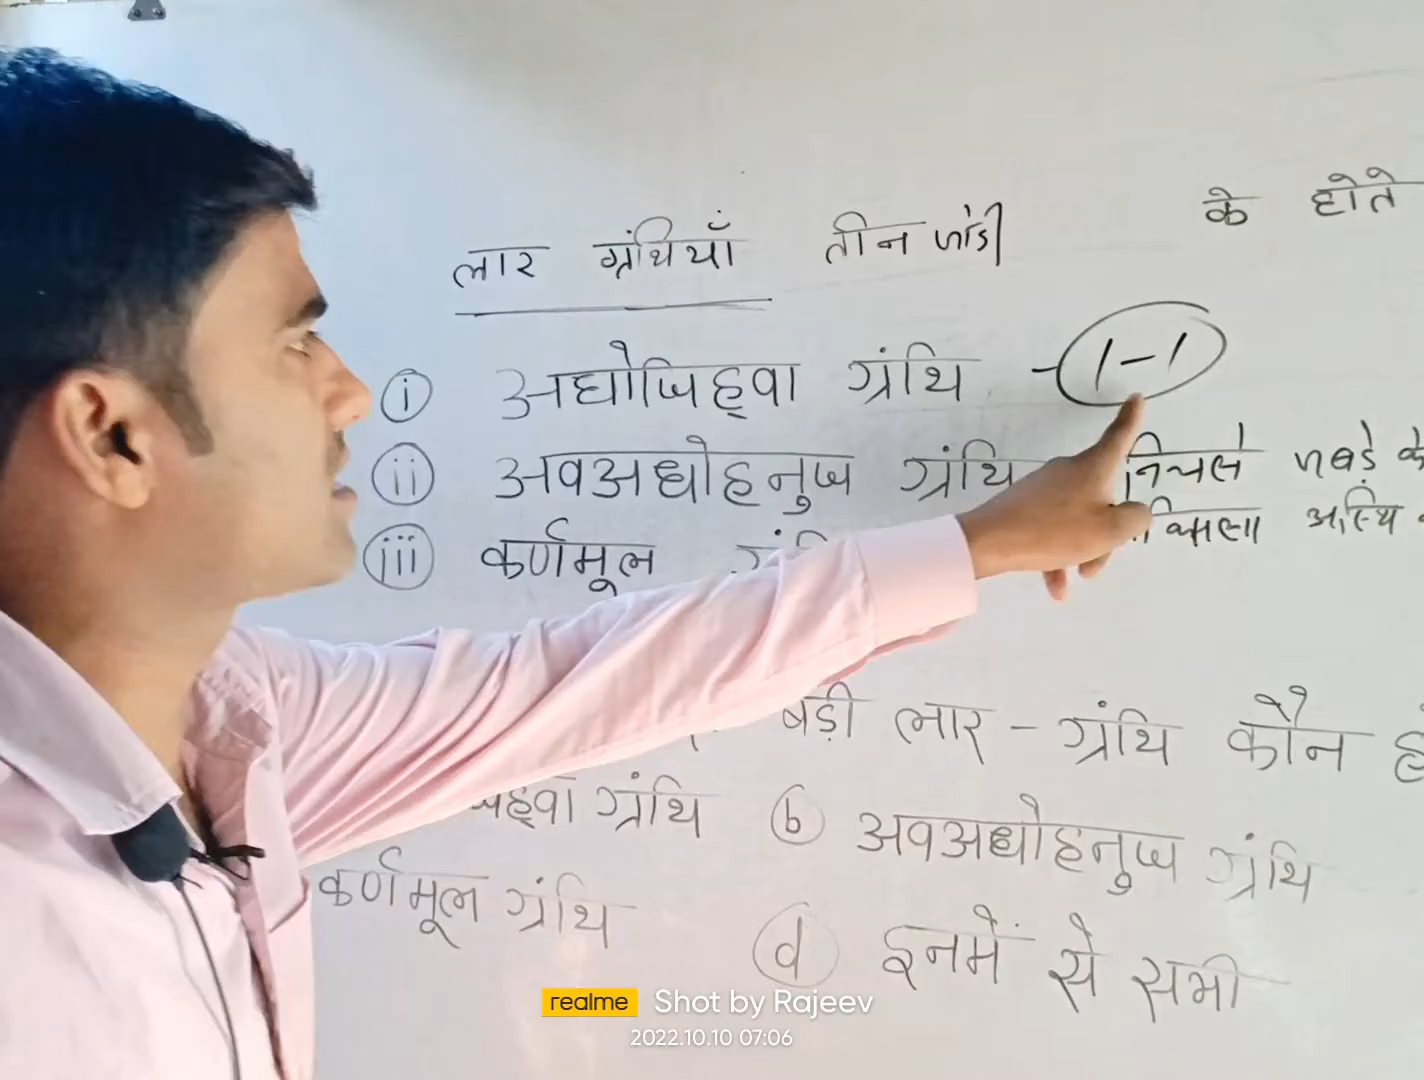 के होते
लार ग्रंथियाँ तीन जोडी
i अधोजिह्वा ग्रंथि - 1-1
ii अवअधोहनुज ग्रंथि निचले जबड़े के
iii कर्णमूल अस्थि
बड़ी लार - ग्रंथि कौन
ग्रंथि b अवअधोहनुज ग्रंथि
कर्णमूल ग्रंथि d इनमें से सभी
realme Shot by Rajeev
2022.10.10 07:06